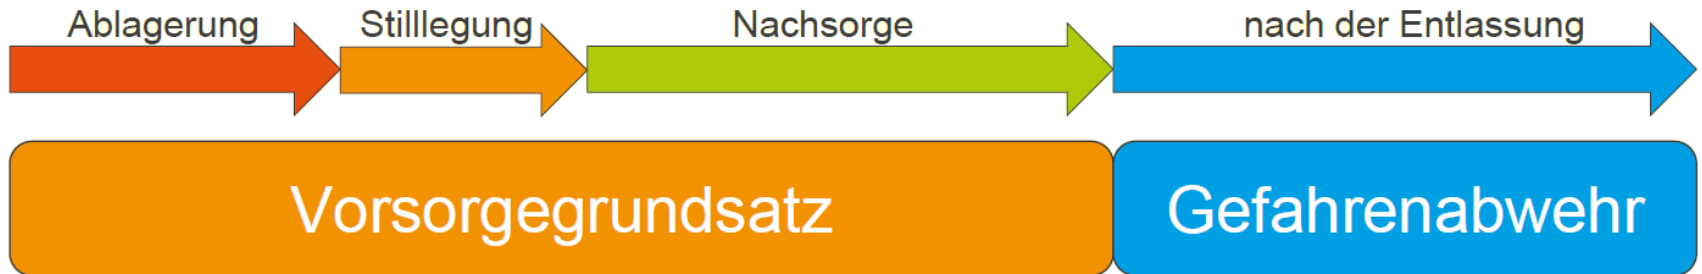 Ablagerung Stilllegung Nachsorge nach der Entlassung
Vorsorgegrundsatz Gefahrenabwehr